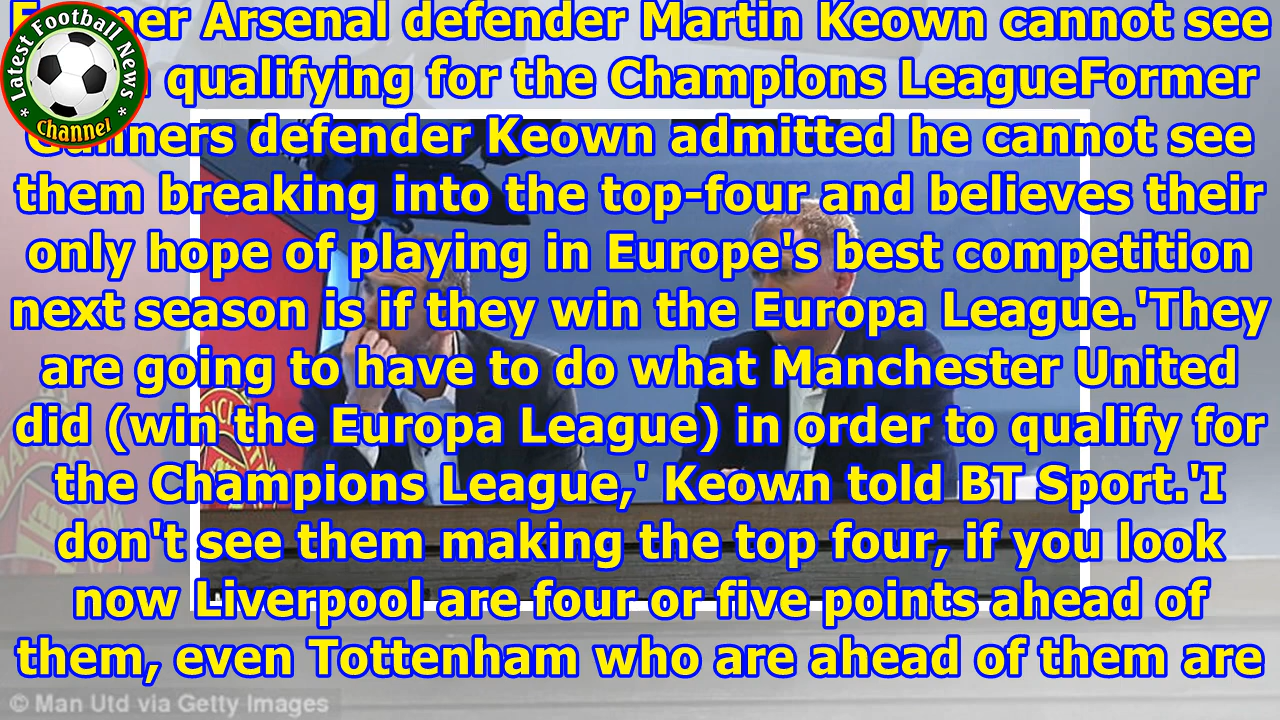 Latest Football News
Channel
Arsenal defender Martin Keown cannot see
qualifying for the Champions LeagueFormer
Gunners defender Keown admitted he cannot see
them breaking into the top-four and believes their
only hope of playing in Europe's best competition
next season is if they win the Europa League.'They
are going to have to do what Manchester United
did (win the Europa League) in order to qualify for
the Champions League,' Keown told BT Sport.'I
don't see them making the top four, if you look
now Liverpool are four or five points ahead of
them, even Tottenham who are ahead of them are
© Man Utd via Getty Images